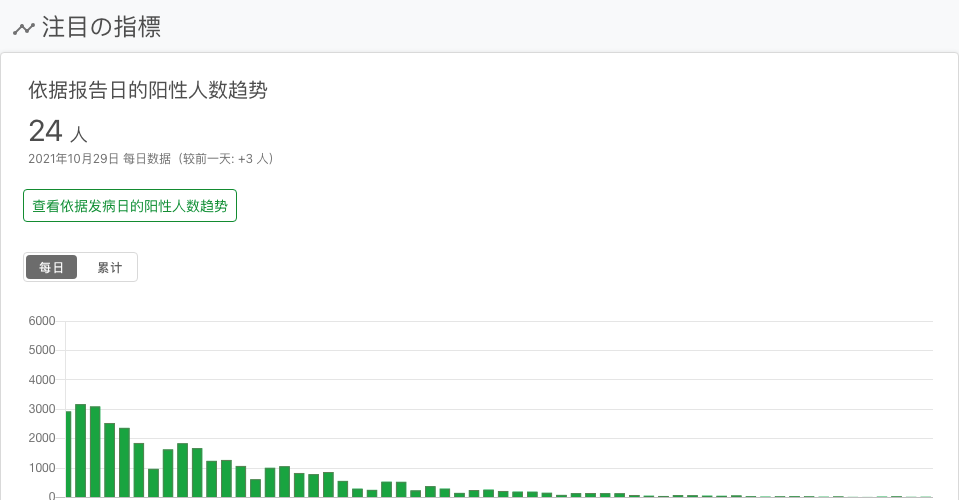 注目の指標
依据报告日的阳性人数趋势
24 人
2021年10月29日 每日数据（较前一天: +3 人）
查看依据发病日的阳性人数趋势
每日 累计
6000
5000
4000
3000
2000
1000
0